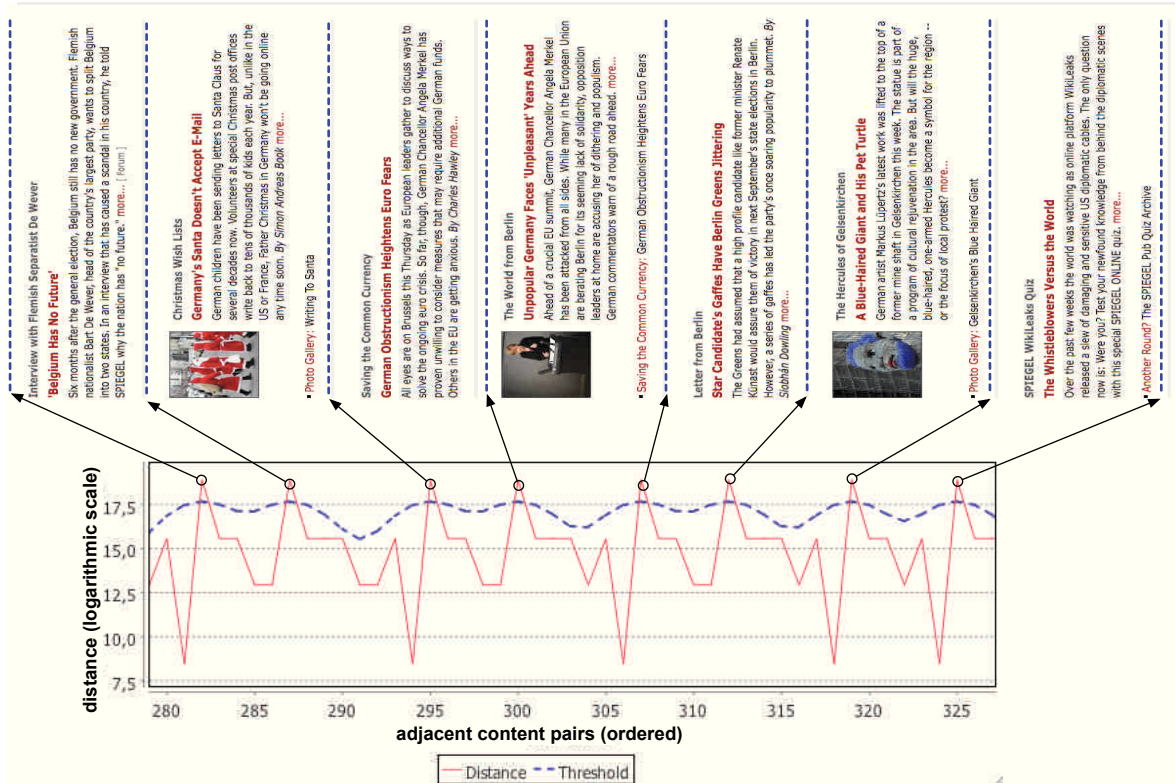 Interview with Flemish Separatist De Wever
'Belgium Has No Future'
Six months after the general election, Belgium still has no new government. Flemish
nationalist Bart De Wever, head of the country's largest party, wants to split Belgium
into two states. In an interview that has caused a scandal in his country, he told
SPIEGEL why the nation has "no future." more... [ Forum ]
Christmas Wish Lists
Germany's Santa Doesn't Accept E-Mail
German children have been sending letters to Santa Claus for
several decades now. Volunteers at special Christmas post offices
write back to tens of thousands of kids each year. But, unlike in the
US or France, Father Christmas in Germany won't be going online
any time soon. By Simon Andreas Book more...
▪ Photo Gallery: Writing To Santa
Saving the Common Currency
German Obstructionism Heightens Euro Fears
All eyes are on Brussels this Thursday as European leaders gather to discuss ways to
solve the ongoing euro crisis. So far, though, German Chancellor Angela Merkel has
proven unwilling to consider measures that may require additional German funds.
Others in the EU are getting anxious. By Charles Hawley more...
The World from Berlin
Unpopular Germany Faces 'Unpleasant' Years Ahead
Ahead of a crucial EU summit, German Chancellor Angela Merkel
has been attacked from all sides. While many in the European Union
are berating Berlin for its seeming lack of solidarity, opposition
leaders at home are accusing her of dithering and populism.
German commentators warn of a rough road ahead. more...
▪ Saving the Common Currency: German Obstructionism Heightens Euro Fears
Letter from Berlin
Star Candidate's Gaffes Have Berlin Greens Jittering
The Greens had assumed that a high profile candidate like former minister Renate
Künast would assure them of victory in next September's state elections in Berlin.
However, a series of gaffes has led the party's once soaring popularity to plummet. By
Siobhán Dowling more...
The Hercules of Gelsenkirchen
A Blue-Haired Giant and His Pet Turtle
German artist Markus Lüpertz's latest work was lifted to the top of a
former mine shaft in Gelsenkirchen this week. The statue is part of
a program of cultural rejuvenation in the area. But will the huge,
blue-haired, one-armed Hercules become a symbol for the region --
or the focus of local protest? more...
▪ Photo Gallery: Gelsenkirchen's Blue Haired Giant
SPIEGEL WikiLeaks Quiz
The Whistleblowers Versus the World
Over the past few weeks the world was watching as online platform WikiLeaks
released a slew of damaging and sensitive US diplomatic cables. The only question
now is: Were you? Test your newfound knowledge from behind the diplomatic scenes
with this special SPIEGEL ONLINE quiz. more...
▪ Another Round? The SPIEGEL Pub Quiz Archive
distance (logarithmic scale)
17,5
15,0
12,5
10,0
7,5
280 285 290 295 300 305 310 315 320 325
adjacent content pairs (ordered)
Distance Threshold